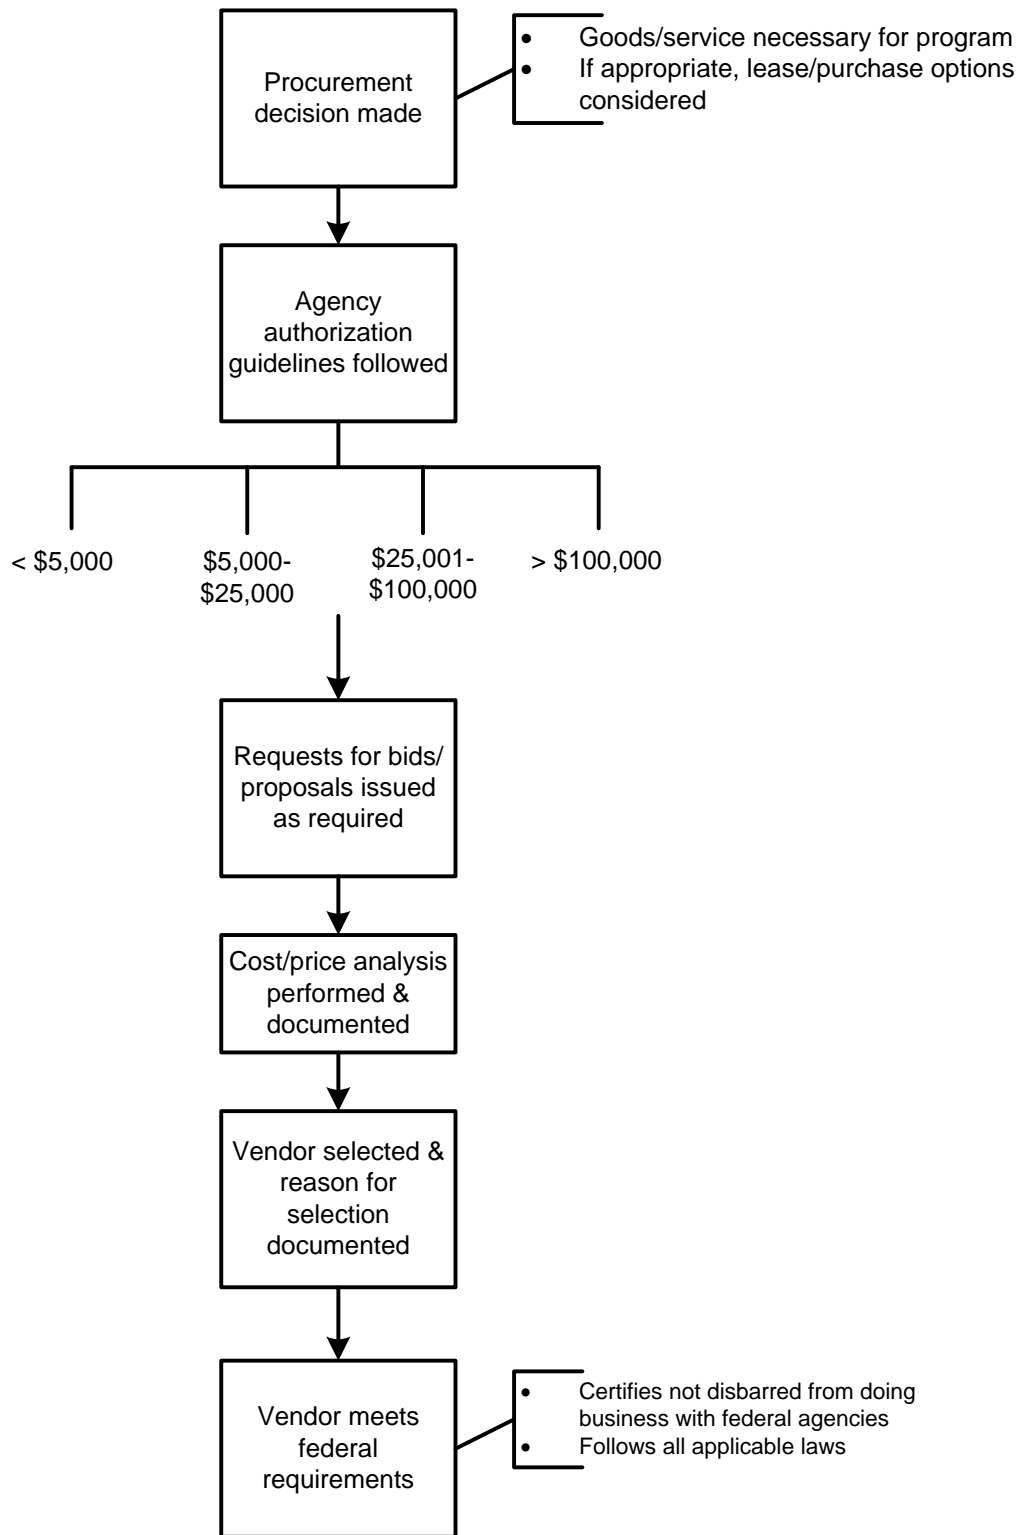 Procurement
decision made
• Goods/service necessary for program
• If appropriate, lease/purchase options
considered
Agency
authorization
guidelines followed
< $5,000
$5,000-
$25,000
$25,001-
$100,000
> $100,000
Requests for bids/
proposals issued
as required
Cost/price analysis
performed &
documented
Vendor selected &
reason for
selection
documented
Vendor meets
federal
requirements
• Certifies not disbarred from doing
business with federal agencies
• Follows all applicable laws